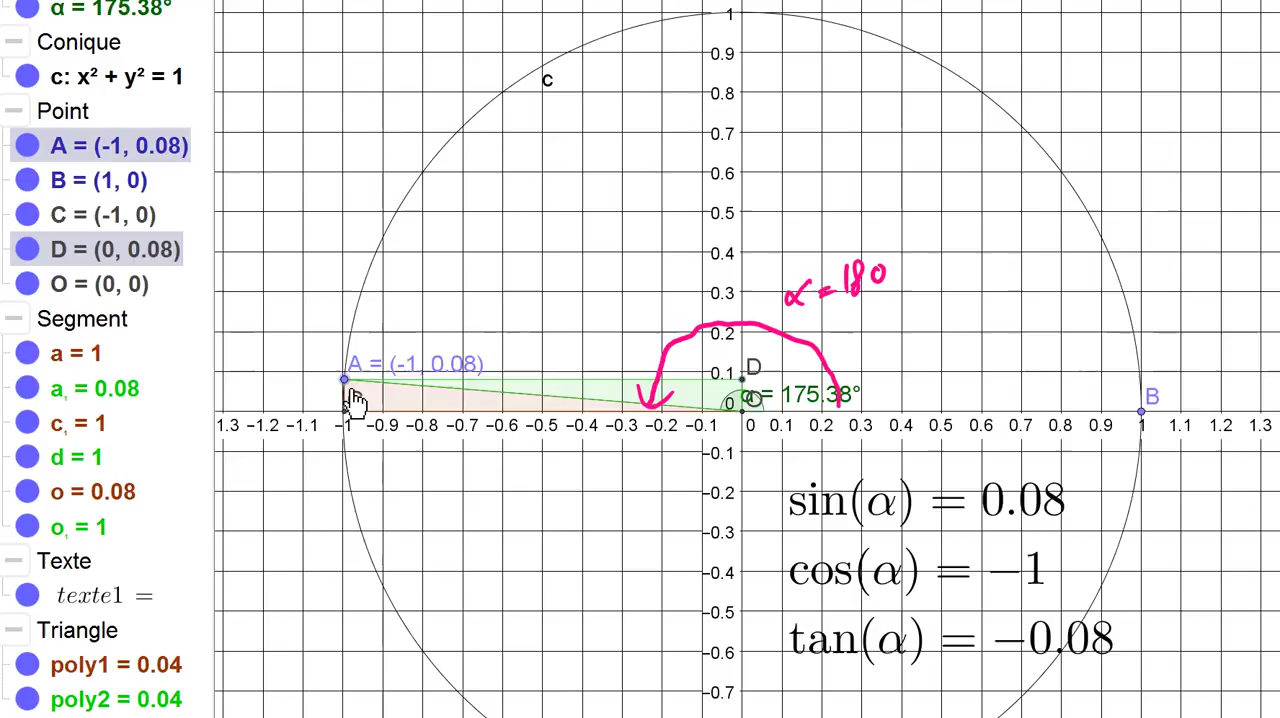 α = 175.38°
Conique
c: x² + y² = 1
Point
A = (-1, 0.08)
B = (1, 0)
C = (-1, 0)
D = (0, 0.08)
O = (0, 0)
Segment
a = 1
a, = 0.08
c, = 1
d = 1
o = 0.08
o, = 1
Texte
texte1 =
Triangle
poly1 = 0.04
poly2 = 0.04
1
0.9
c
0.8
0.7
0.6
0.5
0.4
α = 180
0.3
0.2
A = (-1, 0.08)
D
0.1
α = 175.38°
O
B
0
1.3 -1.2 -1.1 -1 -0.9 -0.8 -0.7 -0.6 -0.5 -0.4 -0.3 -0.2 -0.1 0 0.1 0.2 0.3 0.4 0.5 0.6 0.7 0.8 0.9 1 1.1 1.2 1.3
-0.1
-0.2
sin(α) = 0.08
-0.3
-0.4
cos(α) = −1
-0.5
-0.6
tan(α) = −0.08
-0.7